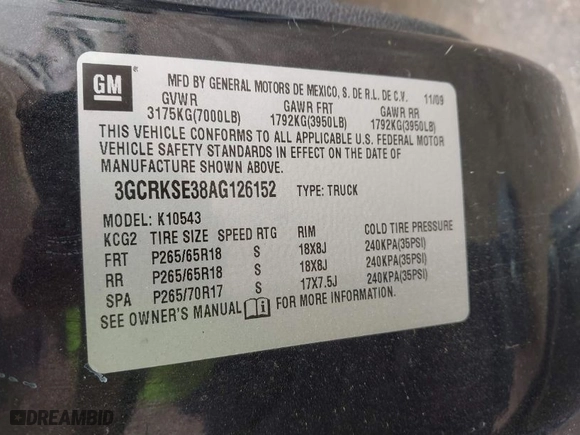 GM
MFD BY GENERAL MOTORS DE MEXICO, S. DE R.L. DE C.V. 11/09
GVWR GAWR FRT GAWR RR
3175KG(7000LB) 1792KG(3950LB) 1792KG(3950LB)
THIS VEHICLE CONFORMS TO ALL APPLICABLE U.S. FEDERAL MOTOR
VEHICLE SAFETY STANDARDS IN EFFECT ON THE DATE OF
MANUFACTURE SHOWN ABOVE.
3GCRKSE38AG126152 TYPE: TRUCK
MODEL: K10543
KCG2 TIRE SIZE SPEED RTG RIM COLD TIRE PRESSURE
FRT P265/65R18 S 18X8J 240KPA(35PSI)
RR P265/65R18 S 18X8J 240KPA(35PSI)
SPA P265/70R17 S 17X7.5J 240KPA(35PSI)
SEE OWNER'S MANUAL FOR MORE INFORMATION.
DREAMBID